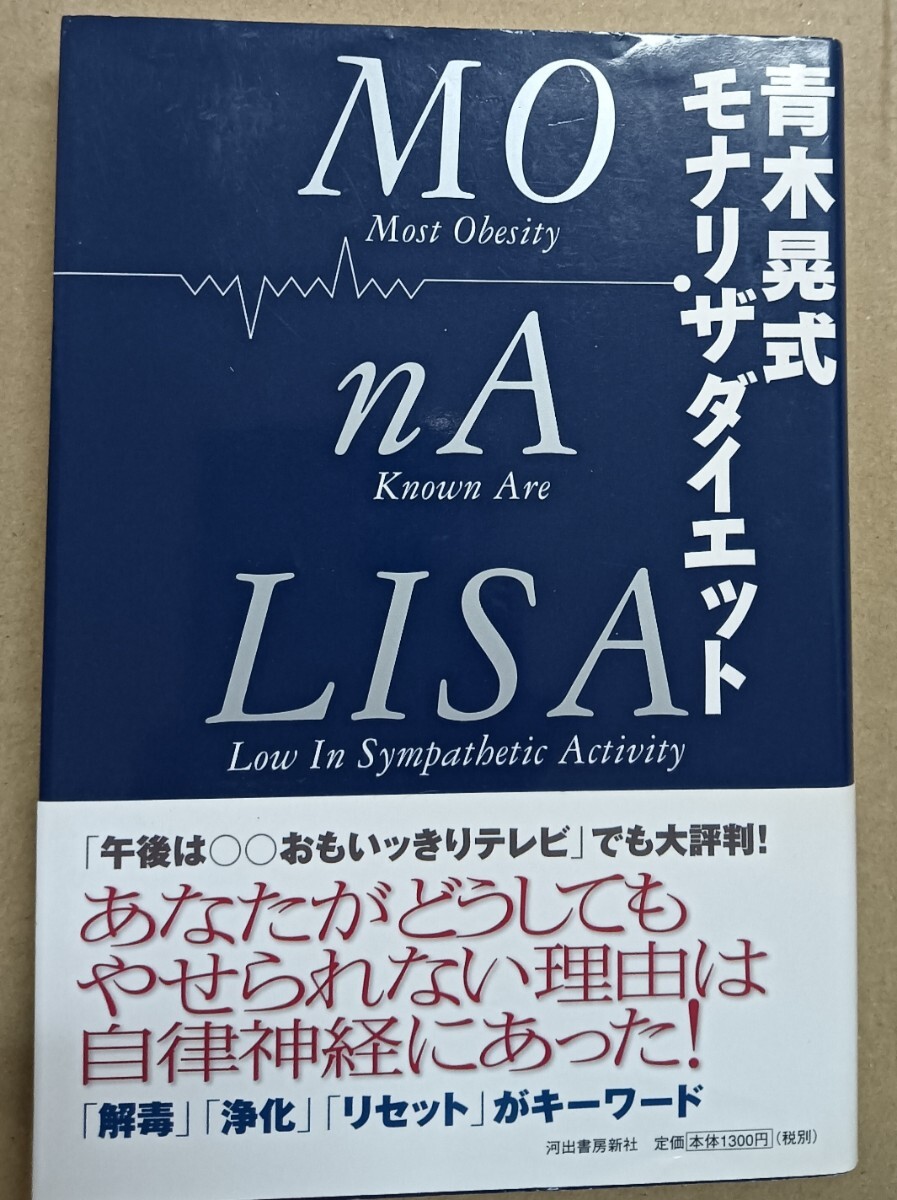 青木晃式
モナリ・ザダイエット
MO
Most Obesity
nA
Known Are
LISA
Low In Sympathetic Activity
「午後は○○おもいッきりテレビ」でも大評判!
あなたがどうしても
やせられない理由は
自律神経にあった!
「解毒」「浄化」「リセット」がキーワード
河出書房新社 定価 本体1300円(税別)